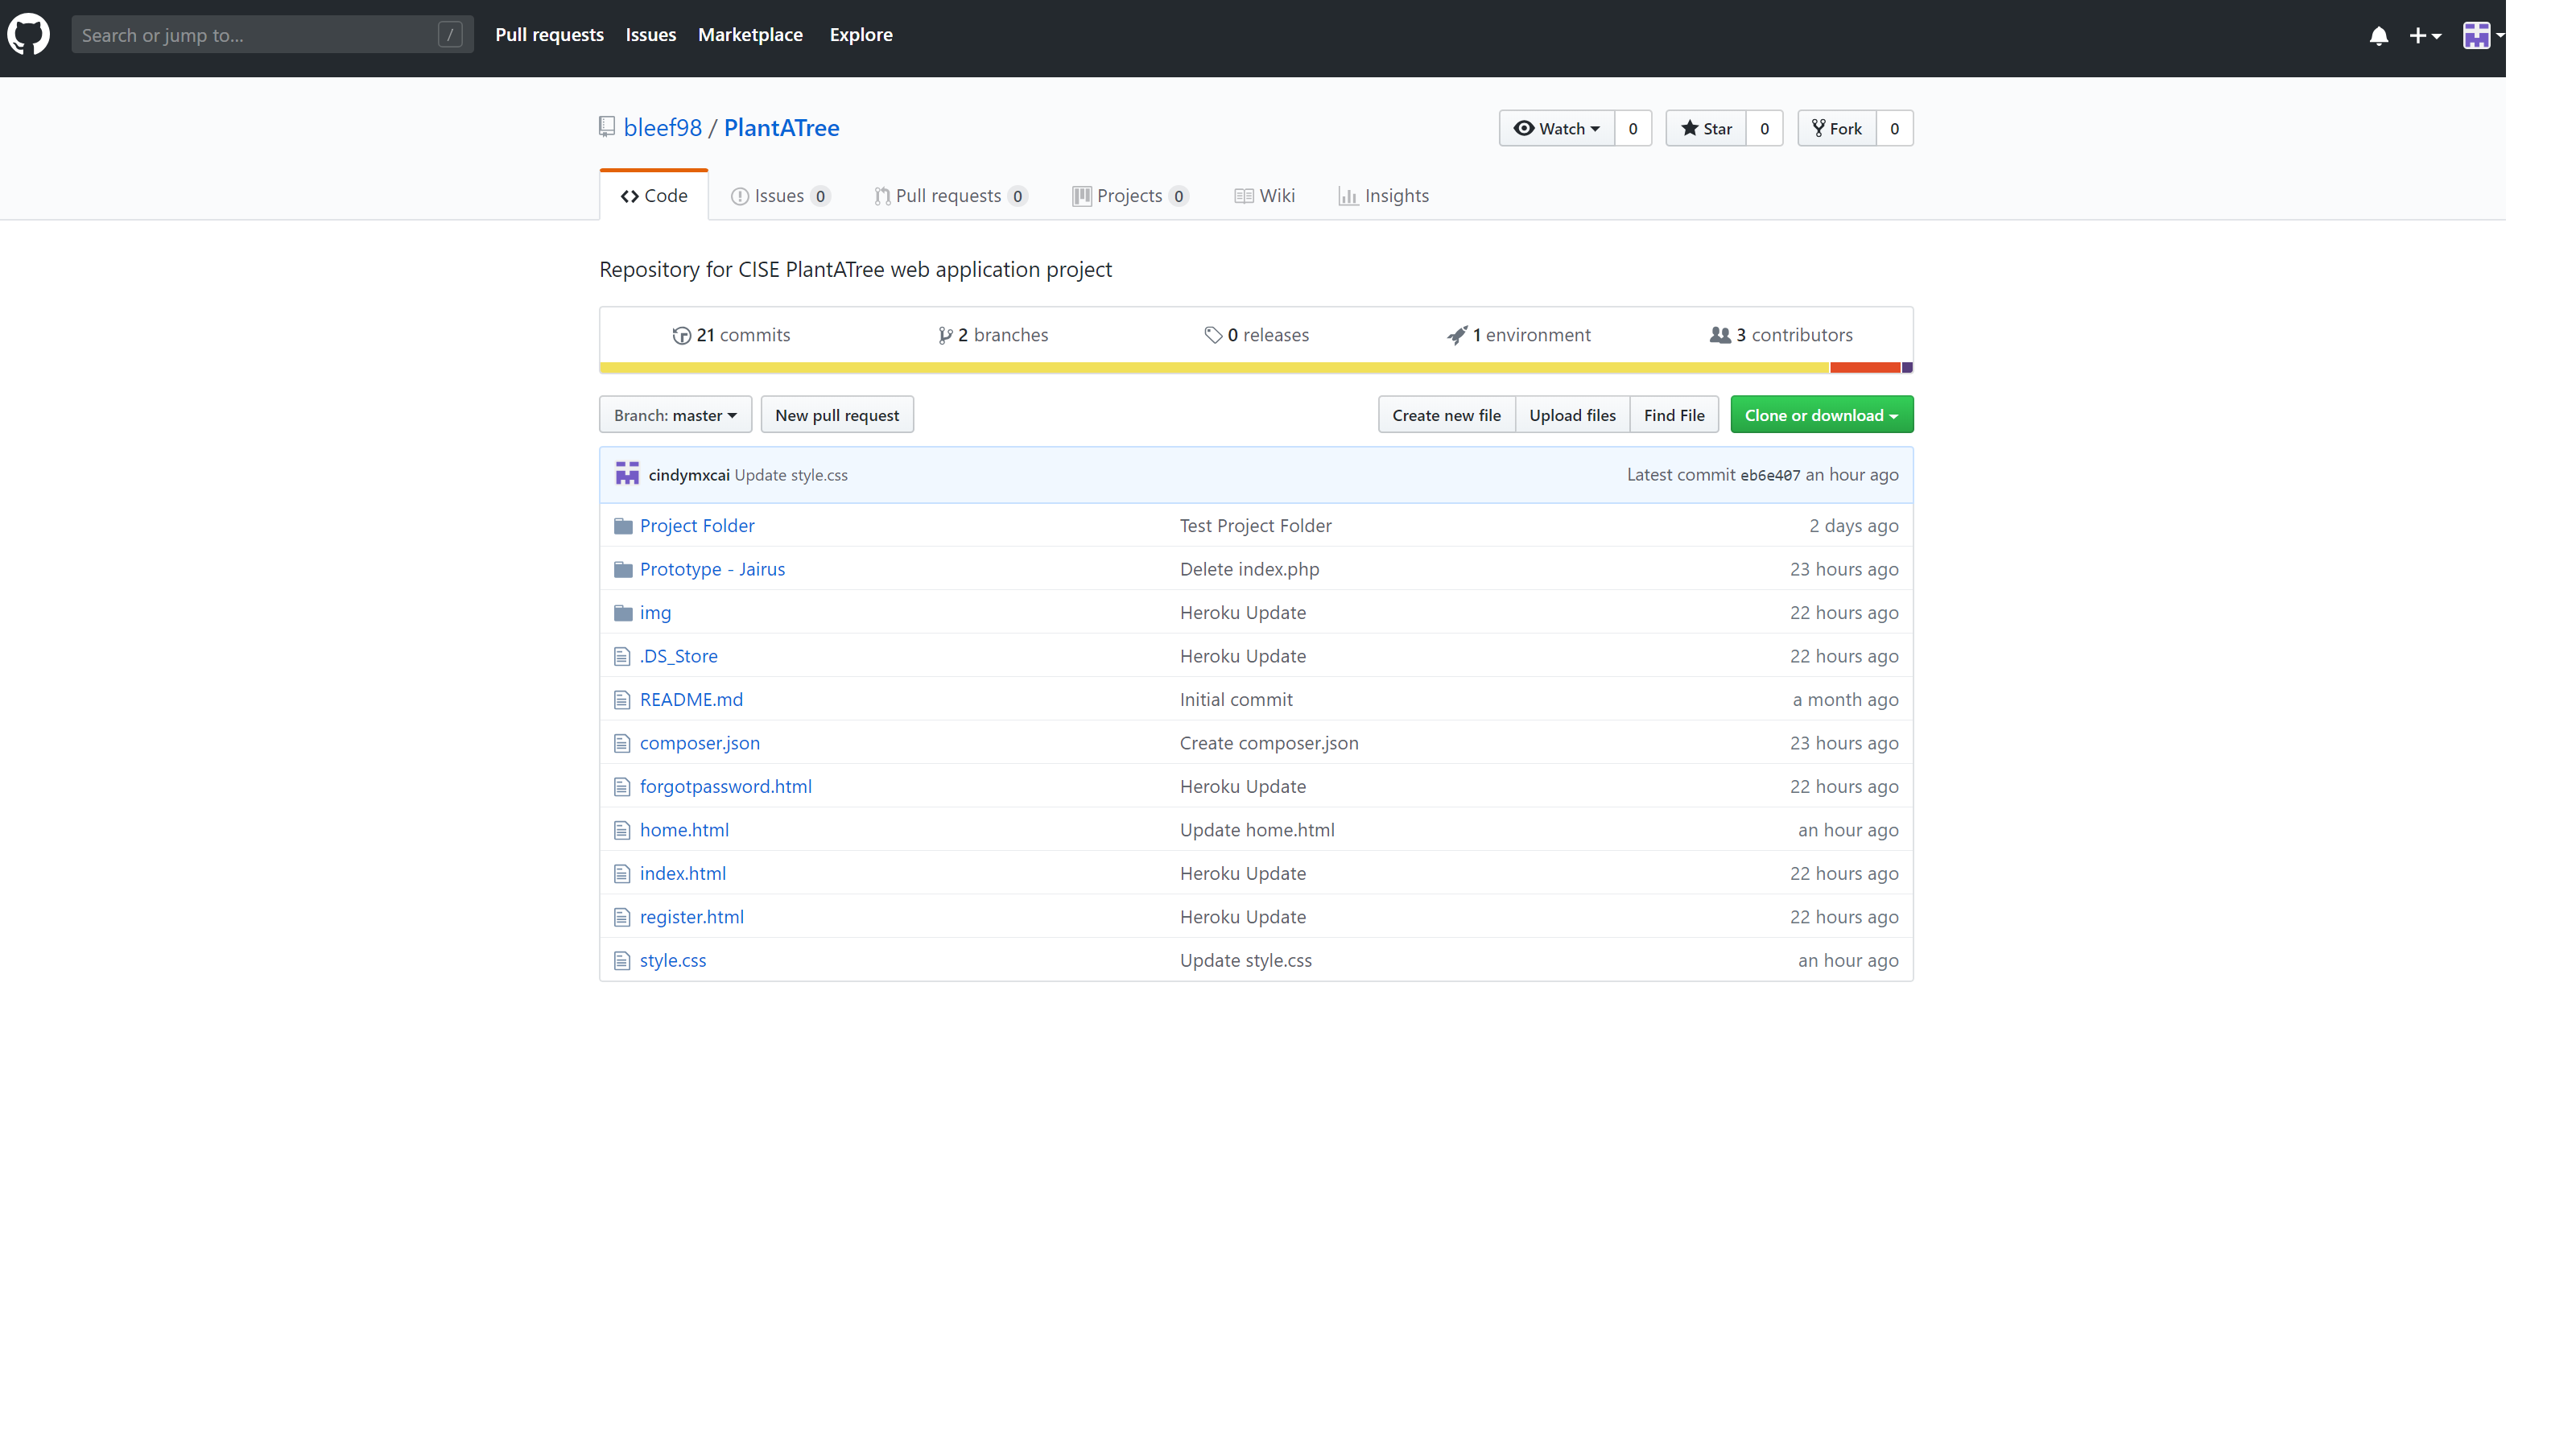 Search or jump to... / Pull requests Issues Marketplace Explore
bleef98 / PlantATree Watch 0 Star 0 Fork 0
Code Issues 0 Pull requests 0 Projects 0 Wiki Insights
Repository for CISE PlantATree web application project
21 commits 2 branches 0 releases 1 environment 3 contributors
Branch: master New pull request Create new file Upload files Find File Clone or download
cindymxcai Update style.css Latest commit eb6e407 an hour ago
Project Folder Test Project Folder 2 days ago
Prototype - Jairus Delete index.php 23 hours ago
img Heroku Update 22 hours ago
.DS_Store Heroku Update 22 hours ago
README.md Initial commit a month ago
composer.json Create composer.json 23 hours ago
forgotpassword.html Heroku Update 22 hours ago
home.html Update home.html an hour ago
index.html Heroku Update 22 hours ago
register.html Heroku Update 22 hours ago
style.css Update style.css an hour ago